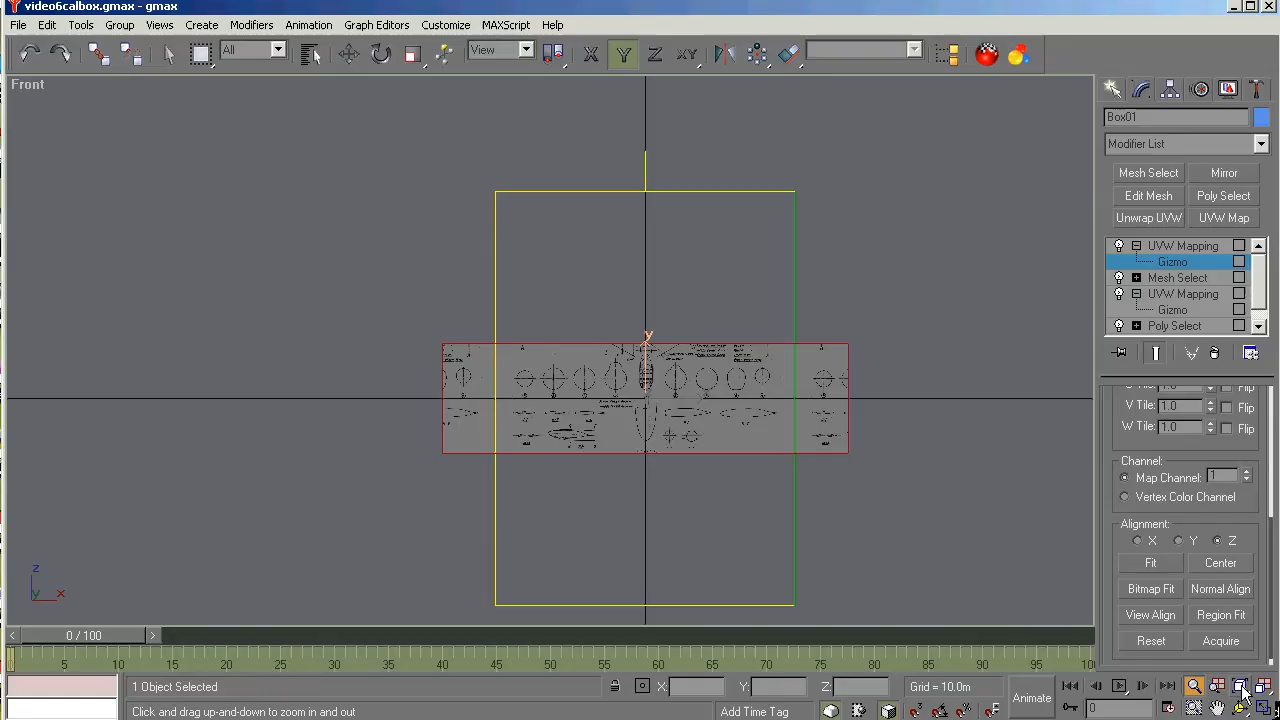 video6calbox.gmax - gmax
File Edit Tools Group Views Create Modifiers Animation Graph Editors Customize MAXScript Help
All View X Y Z XY
Front
Box01
Modifier List
Mesh Select Mirror
Edit Mesh Poly Select
Unwrap UVW UVW Map
UVW Mapping
Gizmo
Mesh Select
UVW Mapping
Gizmo
Poly Select
y
Flip
V Tile: 1.0 Flip
W Tile: 1.0 Flip
Channel:
Map Channel: 1
Vertex Color Channel
Alignment:
X Y Z
Fit Center
Bitmap Fit Normal Align
View Align Region Fit
Reset Acquire
z
y x
< 0 / 100 >
5 10 15 20 25 30 35 40 45 50 55 60 65 70 75 80 85 90 95 10
1 Object Selected X: Y: Z: Grid = 10.0m Animate
Click and drag up-and-down to zoom in and out Add Time Tag 0